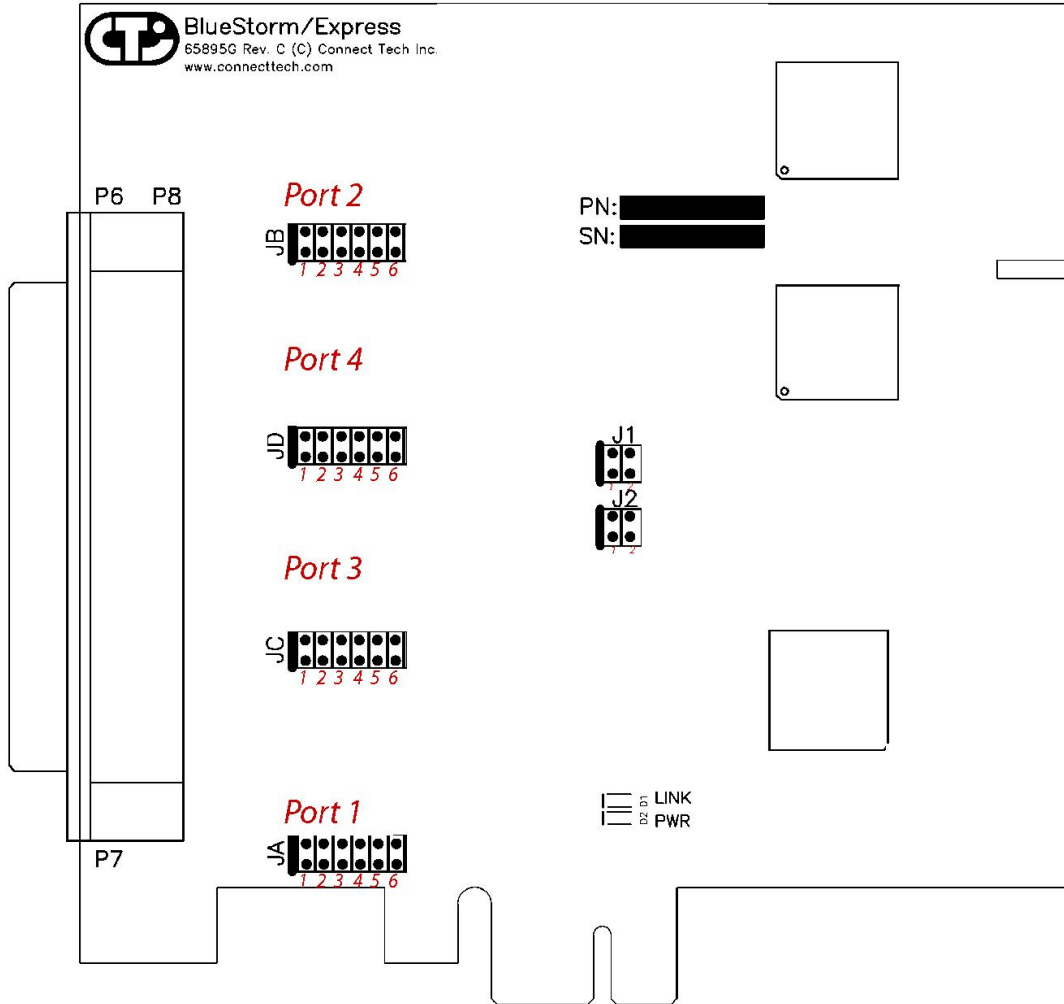 BlueStorm/Express
65895G Rev. C (C) Connect Tech Inc.
www.connecttech.com
P6 P8
Port 2
PN:
SN:
JB
1 2 3 4 5 6
Port 4
JD
1 2 3 4 5 6
J1
1 2
J2
1 2
Port 3
JC
1 2 3 4 5 6
Port 1
D1 LINK
D2 PWR
JA
1 2 3 4 5 6
P7